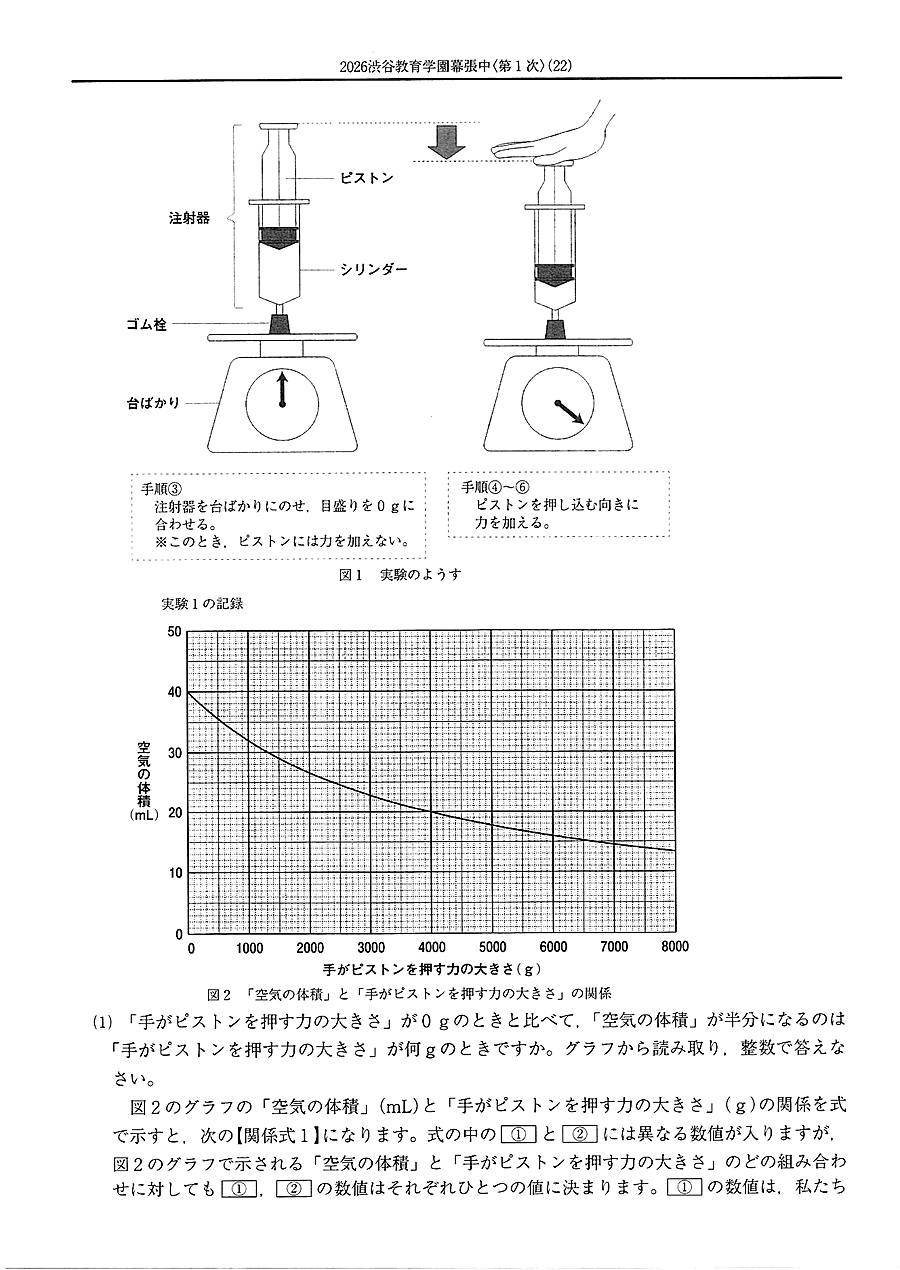 2026渋谷教育学園幕張中〈第1次〉(22)
ピストン
注射器
シリンダー
ゴム栓
台ばかり
手順③
注射器を台ばかりにのせ，目盛りを0gに
合わせる。
※このとき，ピストンには力を加えない。
手順④〜⑥
ピストンを押し込む向きに
力を加える。
図1　実験のようす
実験1の記録
50
40
30
20
10
0
空気の体積(mL)
0 1000 2000 3000 4000 5000 6000 7000 8000
手がピストンを押す力の大きさ(g)
図2　「空気の体積」と「手がピストンを押す力の大きさ」の関係
(1) 「手がピストンを押す力の大きさ」が0gのときと比べて，「空気の体積」が半分になるのは
「手がピストンを押す力の大きさ」が何gのときですか。グラフから読み取り，整数で答えな
さい。
図2のグラフの「空気の体積」(mL)と「手がピストンを押す力の大きさ」(g)の関係を式
で示すと，次の【関係式1】になります。式の中の①と②には異なる数値が入りますが，
図2のグラフで示される「空気の体積」と「手がピストンを押す力の大きさ」のどの組み合わ
せに対しても①，②の数値はそれぞれひとつの値に決まります。①の数値は，私たち